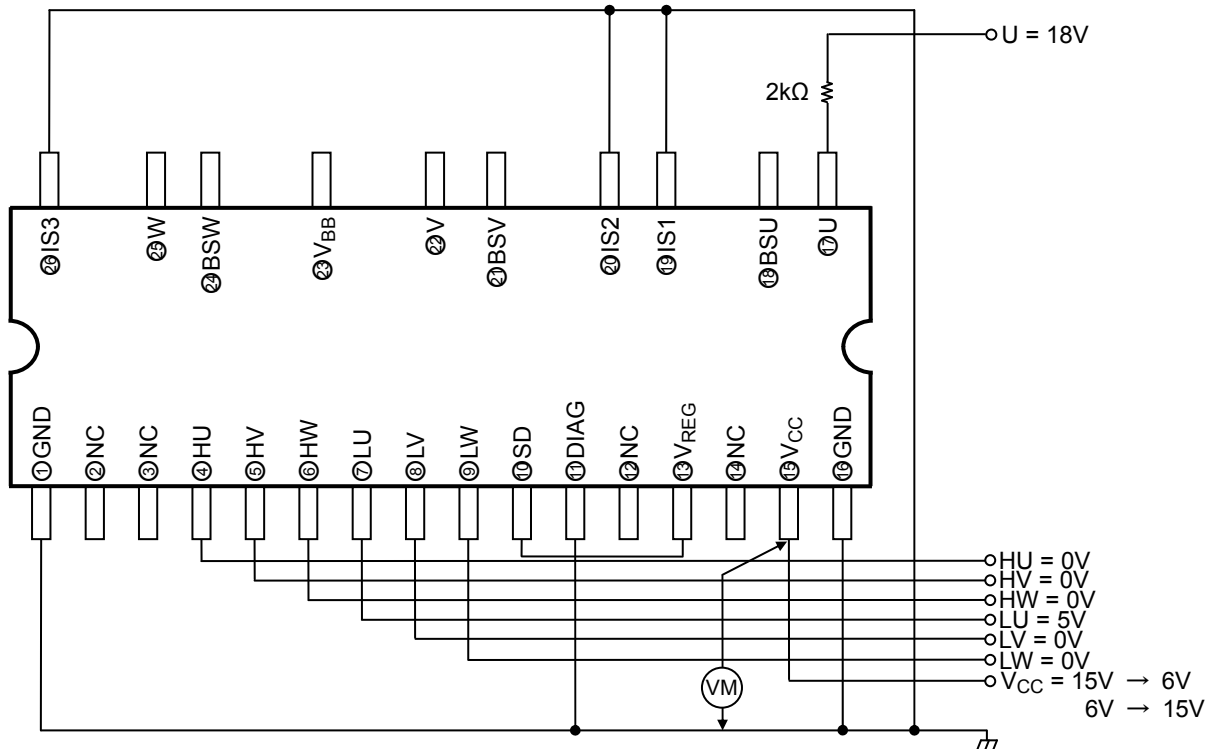 U = 18V
2kΩ
㉖IS3
㉕W
㉔BSW
㉓VBB
㉒V
㉑BSV
⑳IS2
⑲IS1
⑱BSU
⑰U
①GND
②NC
③NC
④HU
⑤HV
⑥HW
⑦LU
⑧LV
⑨LW
⑩SD
⑪DIAG
⑫NC
⑬VREG
⑭NC
⑮VCC
⑯GND
HU = 0V
HV = 0V
HW = 0V
LU = 5V
LV = 0V
LW = 0V
VM
VCC = 15V → 6V
6V → 15V